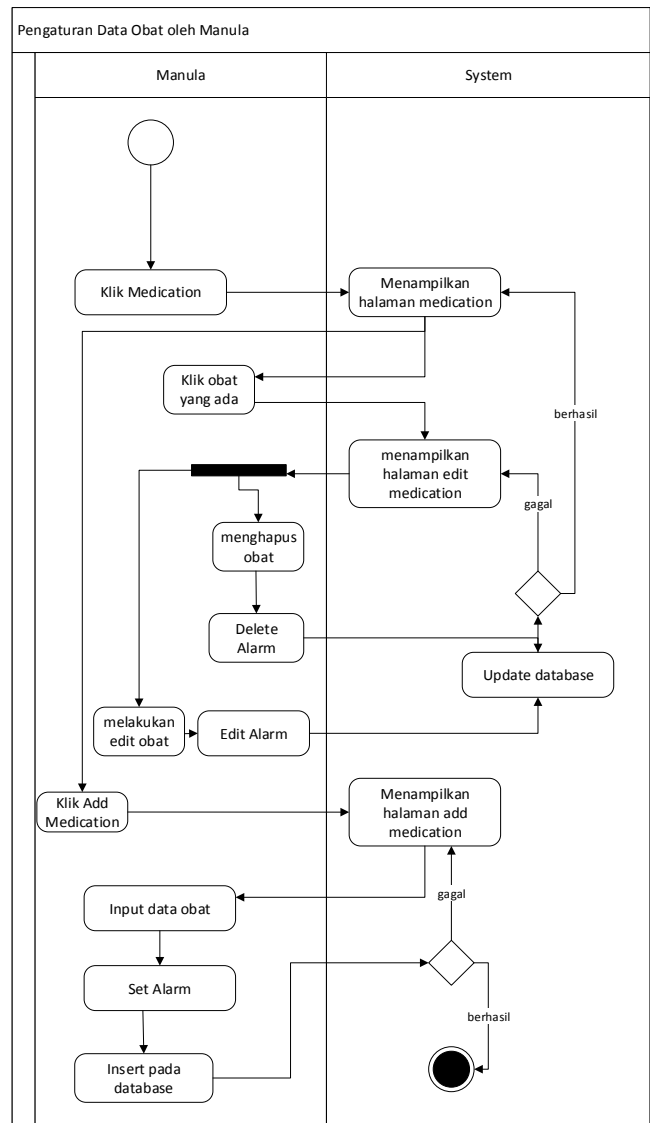 Pengaturan Data Obat oleh Manula
Manula
System
Klik Medication
Menampilkan
halaman medication
Klik obat
yang ada
berhasil
menampilkan
halaman edit
medication
gagal
menghapus
obat
Delete
Alarm
Update database
melakukan
edit obat
Edit Alarm
Klik Add
Medication
Menampilkan
halaman add
medication
gagal
Input data obat
Set Alarm
berhasil
Insert pada
database